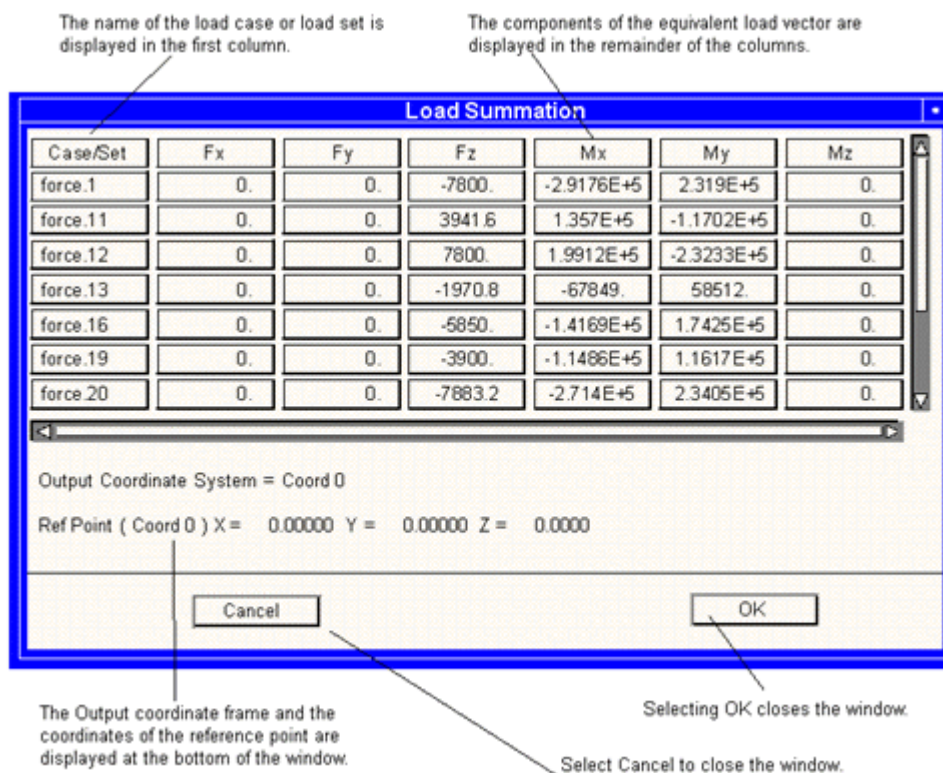 The name of the load case or load set is
displayed in the first column.
The components of the equivalent load vector are
displayed in the remainder of the columns.
Load Summation
Case/Set Fx Fy Fz Mx My Mz
force.1 0. 0. -7800. -2.9176E+5 2.319E+5 0.
force.11 0. 0. 3941.6 1.357E+5 -1.1702E+5 0.
force.12 0. 0. 7800. 1.9912E+5 -2.3233E+5 0.
force.13 0. 0. -1970.8 -67849. 58512. 0.
force.16 0. 0. -5850. -1.4169E+5 1.7425E+5 0.
force.19 0. 0. -3900. -1.1486E+5 1.1617E+5 0.
force.20 0. 0. -7883.2 -2.714E+5 2.3405E+5 0.
Output Coordinate System = Coord 0
Ref Point ( Coord 0 ) X = 0.00000 Y = 0.00000 Z = 0.0000
Cancel OK
The Output coordinate frame and the
coordinates of the reference point are
displayed at the bottom of the window.
Selecting OK closes the window.
Select Cancel to close the window.